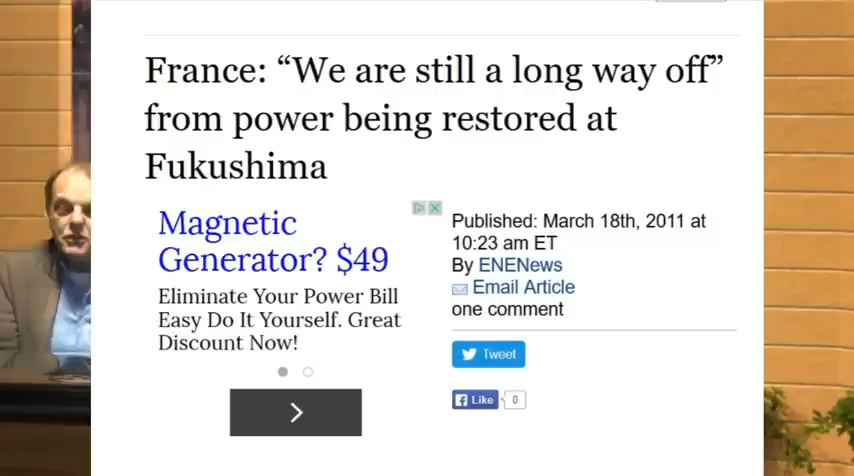 France: “We are still a long way off”
from power being restored at
Fukushima
Magnetic
Generator? $49
Eliminate Your Power Bill
Easy Do It Yourself. Great
Discount Now!
Published: March 18th, 2011 at
10:23 am ET
By ENENews
Email Article
one comment
Tweet
Like 0